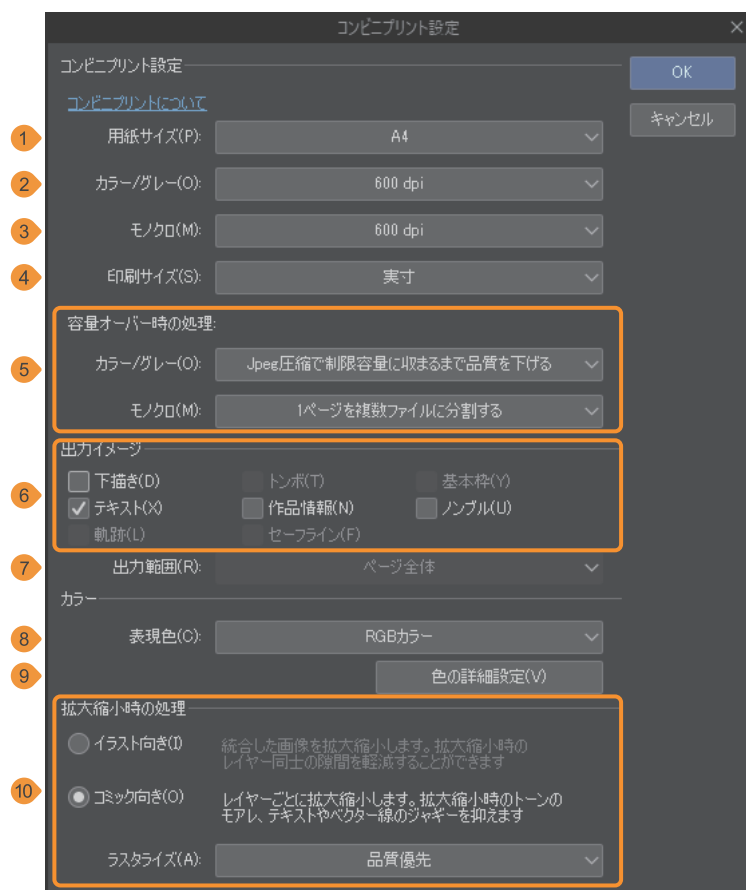 コンビニプリント設定
コンビニプリント設定
OK
コンビニプリントについて
キャンセル
1 用紙サイズ(P): A4
2 カラー/グレー(O): 600 dpi
3 モノクロ(M): 600 dpi
4 印刷サイズ(S): 実寸
容量オーバー時の処理:
5 カラー/グレー(O): Jpeg圧縮で制限容量に収まるまで品質を下げる
モノクロ(M): 1ページを複数ファイルに分割する
出力イメージ
下描き(D) トンボ(T) 基本枠(Y)
6 テキスト(X) 作品情報(N) ノンブル(U)
軌跡(L) セーフライン(F)
7 出力範囲(R): ページ全体
カラー
8 表現色(C): RGBカラー
9 色の詳細設定(V)
拡大縮小時の処理
イラスト向き(I) 統合した画像を拡大縮小します。拡大縮小時の
レイヤー同士の隙間を軽減することができます
10 コミック向き(O) レイヤーごとに拡大縮小します。拡大縮小時のトーンの
モアレ、テキストやベクター線のジャギーを抑えます
ラスタライズ(A): 品質優先